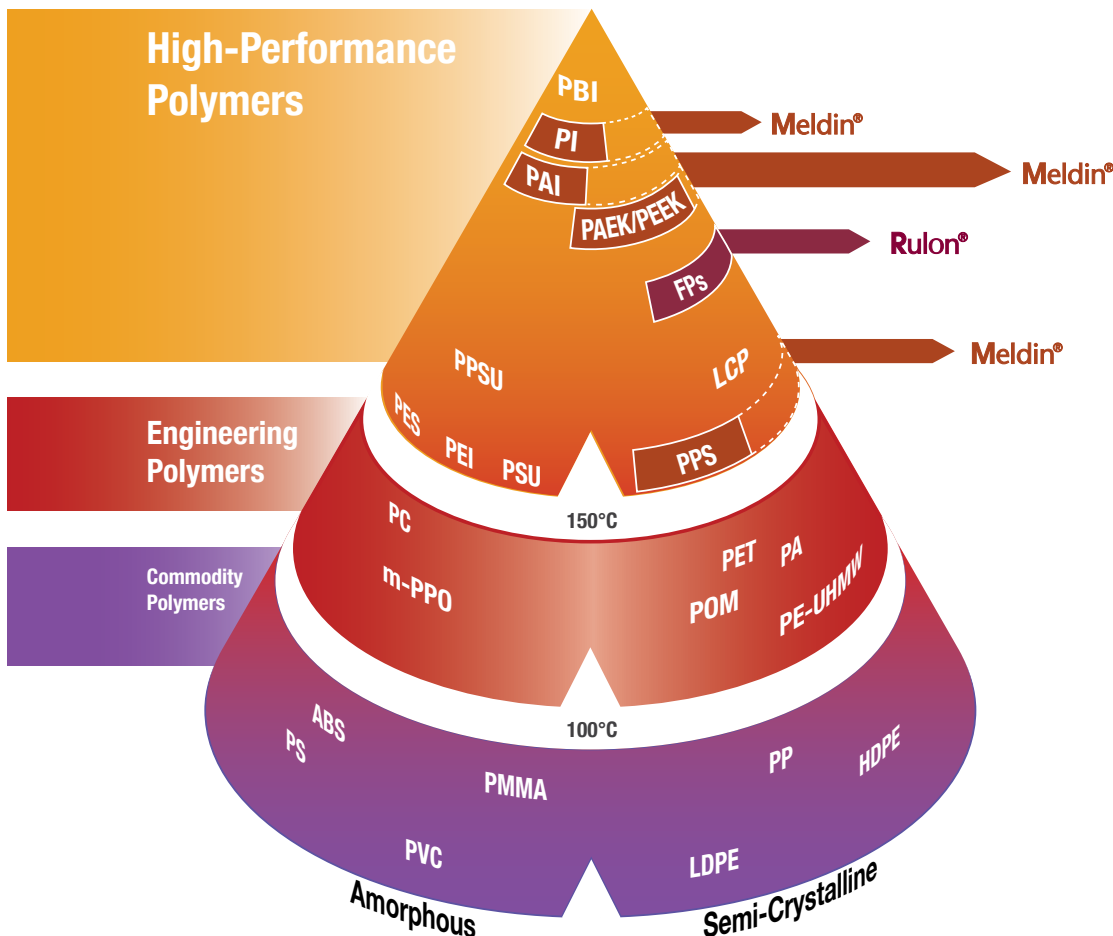 High-Performance
Polymers
PBI
PI
Meldin®
PAI
Meldin®
PAEK/PEEK
Rulon®
FPs
Meldin®
PPSU
LCP
PES
PEI
PSU
PPS
Engineering
Polymers
150°C
PC
PET
PA
m-PPO
POM
PE-UHMW
Commodity
Polymers
100°C
ABS
PS
PP
HDPE
PMMA
PVC
LDPE
Amorphous
Semi-Crystalline